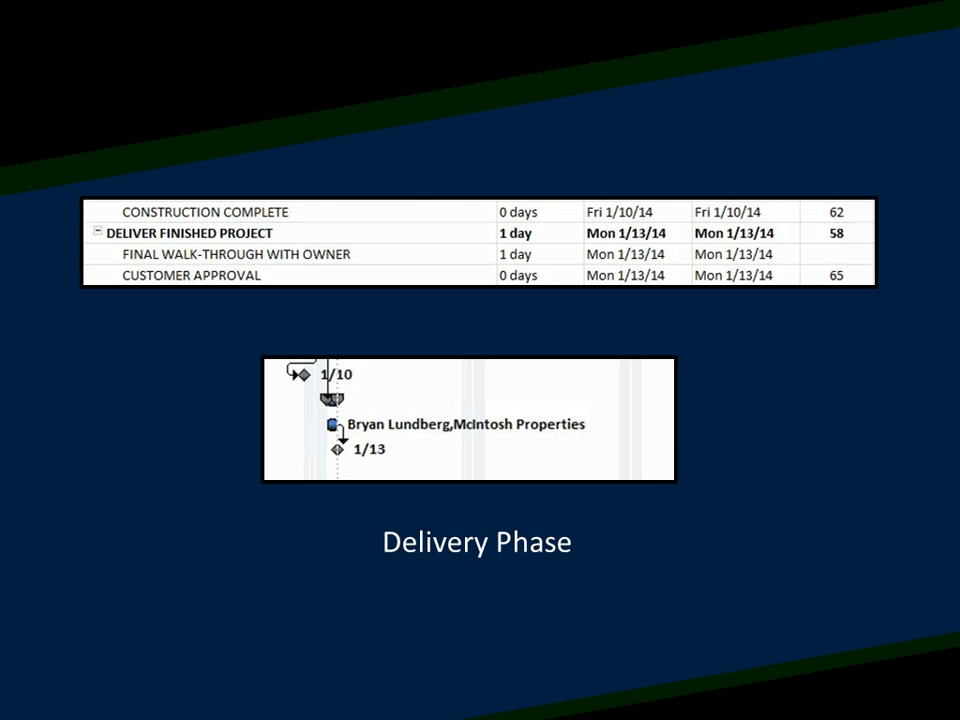 CONSTRUCTION COMPLETE 0 days Fri 1/10/14 Fri 1/10/14 62
DELIVER FINISHED PROJECT 1 day Mon 1/13/14 Mon 1/13/14 58
FINAL WALK-THROUGH WITH OWNER 1 day Mon 1/13/14 Mon 1/13/14
CUSTOMER APPROVAL 0 days Mon 1/13/14 Mon 1/13/14 65
1/10
Bryan Lundberg,McIntosh Properties
1/13
Delivery Phase